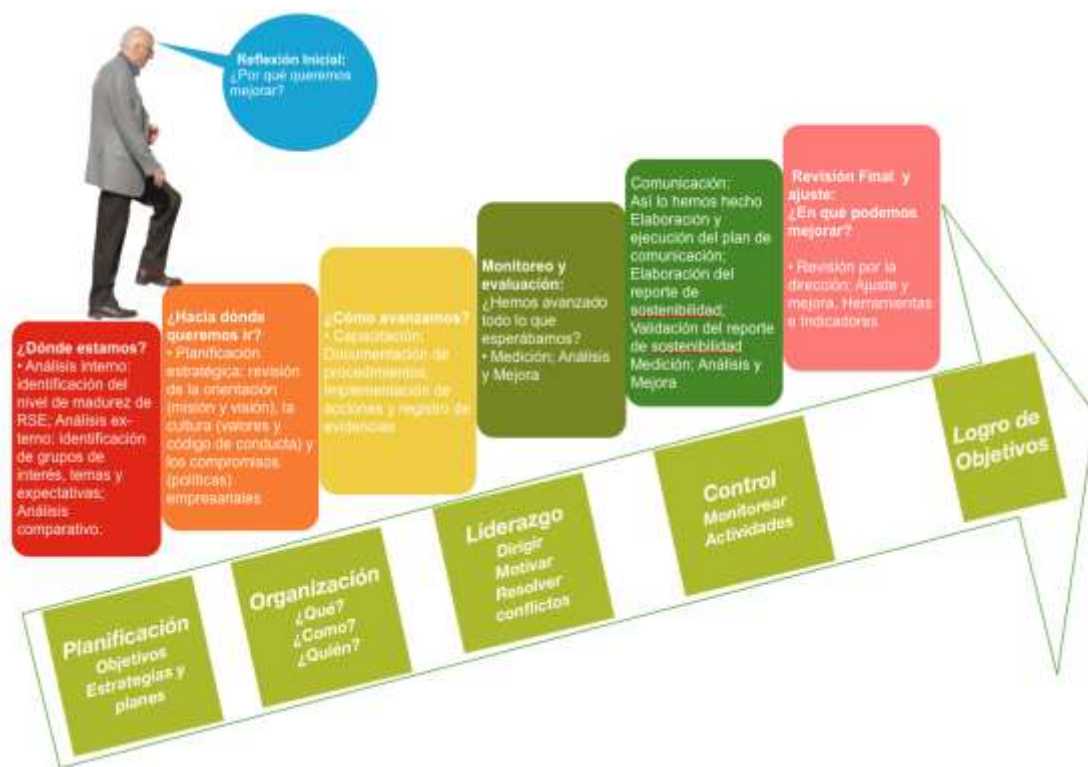 Reflexión Inicial:
¿Por qué queremos
mejorar?
¿Dónde estamos?
• Análisis interno:
identificación del
nivel de madurez de
RSE; Análisis ex-
terno: identificación
de grupos de
interés, temas y
expectativas;
Análisis
comparativo.
¿Hacia dónde
queremos ir?
• Planificación
estratégica: revisión
de la orientación
(misión y visión), la
cultura (valores y
código de conducta) y
los compromisos
(políticas)
empresariales
¿Cómo avanzamos?
• Capacitación;
Documentación de
procedimientos;
Implementación de
acciones y registro de
evidencias
Monitoreo y
evaluación:
¿Hemos avanzado
todo lo que
esperábamos?
• Medición; Análisis
y Mejora
Comunicación:
Así lo hemos hecho
Elaboración y
ejecución del plan de
comunicación;
Elaboración del
reporte de
sostenibilidad;
Validación del reporte
de sostenibilidad
Medición; Análisis y
Mejora
Revisión Final y
ajuste:
¿En qué podemos
mejorar?
• Revisión por la
dirección: Ajuste y
mejora, Herramientas
e Indicadores
Planificación
Objetivos
Estrategias y
planes
Organización
¿Qué?
¿Como?
¿Quién?
Liderazgo
Dirigir
Motivar
Resolver
conflictos
Control
Monitorear
Actividades
Logro de
Objetivos